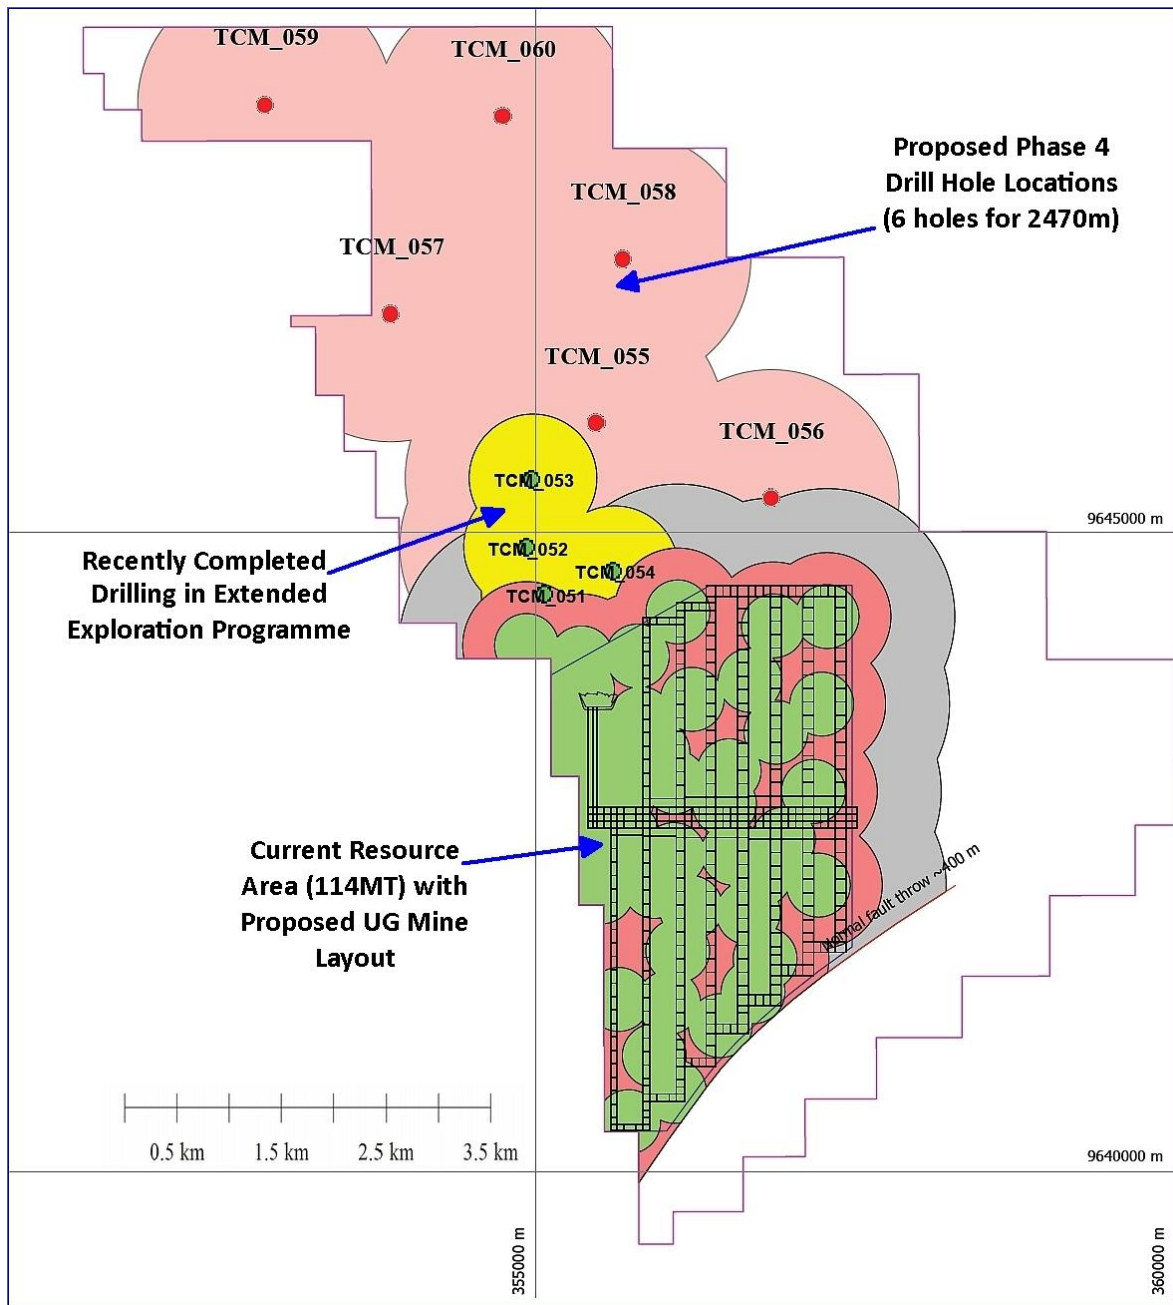 TCM_059
TCM_060
Proposed Phase 4
Drill Hole Locations
(6 holes for 2470m)
TCM_058
TCM_057
TCM_055
TCM_056
TCM_053
9645000 m
TCM_052
Recently Completed
Drilling in Extended
Exploration Programme
TCM_054
TCM_051
Current Resource
Area (114MT) with
Proposed UG Mine
Layout
Normal fault throw ~400 m
0.5 km
1.5 km
2.5 km
3.5 km
9640000 m
355000 m
360000 m